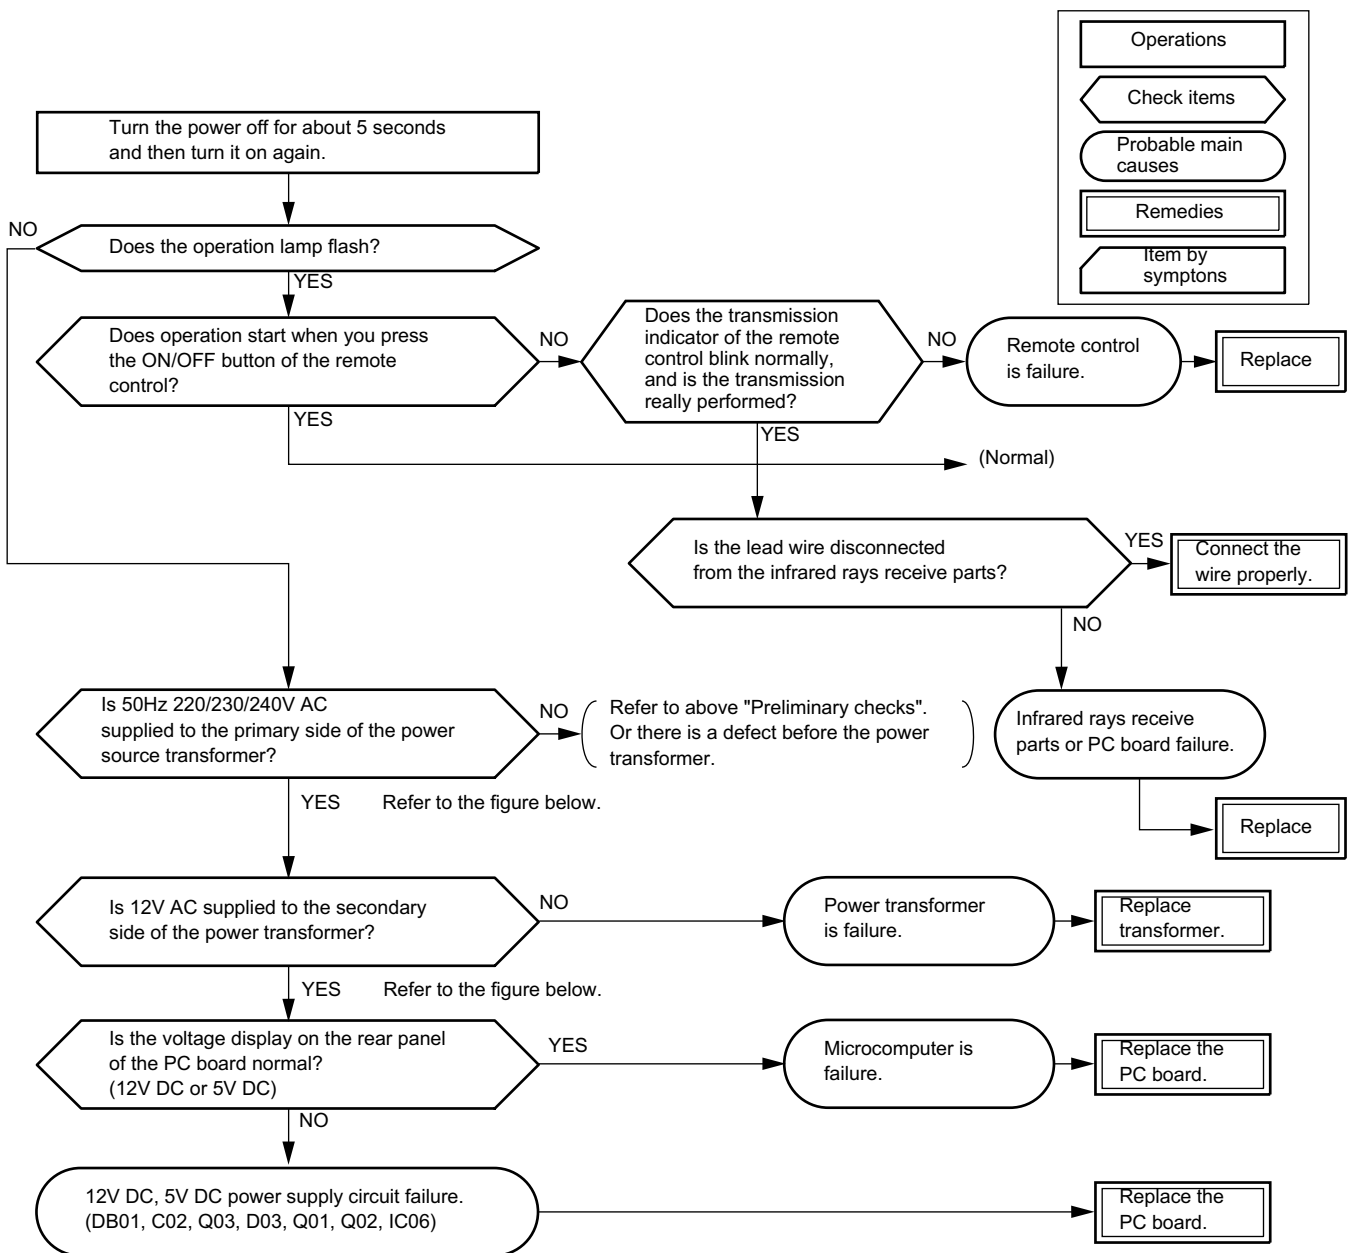 Operations
Check items
Probable main
causes
Remedies
Item by
symptons
Turn the power off for about 5 seconds
and then turn it on again.
NO
Does the operation lamp flash?
YES
Does operation start when you press
the ON/OFF button of the remote
control?
NO
Does the transmission
indicator of the remote
control blink normally,
and is the transmission
really performed?
NO
Remote control
is failure.
Replace
YES
YES
(Normal)
Is the lead wire disconnected
from the infrared rays receive parts?
YES
Connect the
wire properly.
NO
Is 50Hz 220/230/240V AC
supplied to the primary side of the power
source transformer?
NO
Refer to above "Preliminary checks".
Or there is a defect before the power
transformer.
Infrared rays receive
parts or PC board failure.
YES Refer to the figure below.
Replace
Is 12V AC supplied to the secondary
side of the power transformer?
NO
Power transformer
is failure.
Replace
transformer.
YES Refer to the figure below.
Is the voltage display on the rear panel
of the PC board normal?
(12V DC or 5V DC)
YES
Microcomputer is
failure.
Replace the
PC board.
NO
12V DC, 5V DC power supply circuit failure.
(DB01, C02, Q03, D03, Q01, Q02, IC06)
Replace the
PC board.